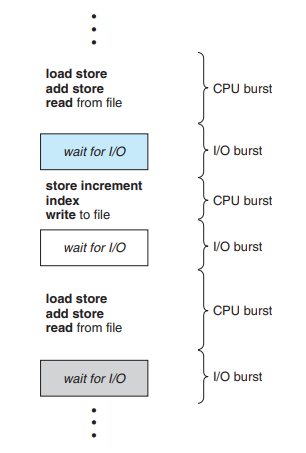 load store
add store
read from file
CPU burst
wait for I/O
I/O burst
store increment
index
write to file
CPU burst
wait for I/O
I/O burst
load store
add store
read from file
CPU burst
wait for I/O
I/O burst